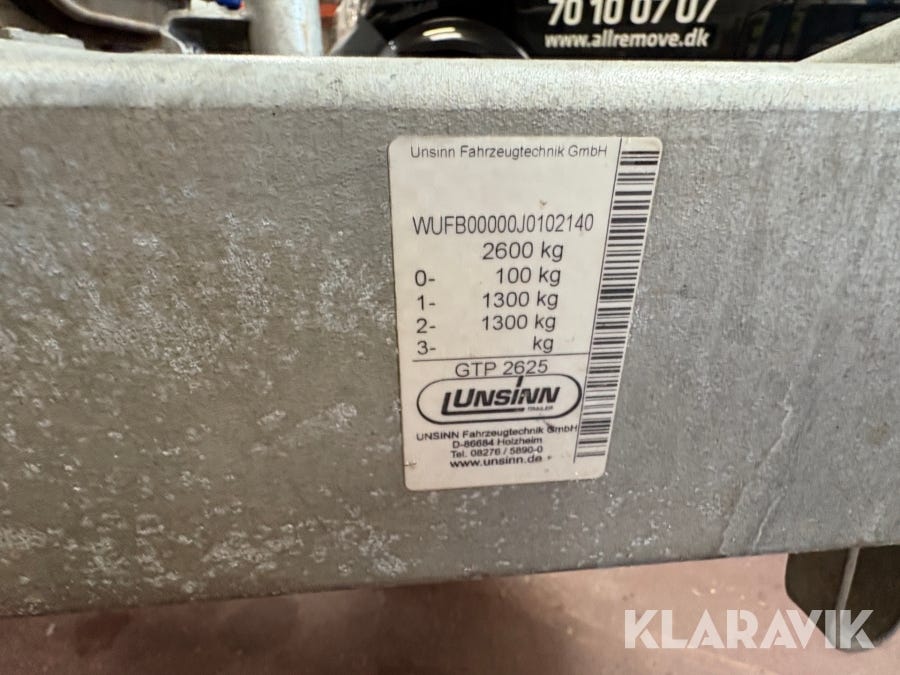 70 10 07 07
www.allremove.dk
Unsinn Fahrzeugtechnik GmbH
WUFB00000J0102140
2600 kg
0- 100 kg
1- 1300 kg
2- 1300 kg
3- kg
GTP 2625
UNSINN
TRAILER
UNSINN Fahrzeugtechnik GmbH
D-86684 Holzheim
Tel. 08276 / 5890-0
www.unsinn.de
KLARAVIK